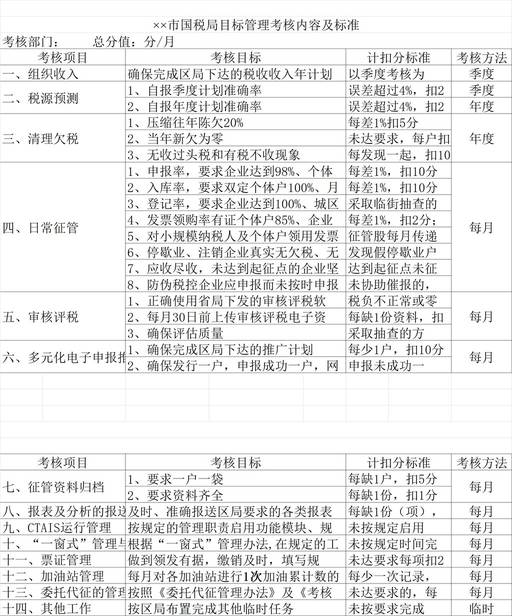 ××市国税局目标管理考核内容及标准
考核部门： 总分值：分/月
考核项目 考核目标 计扣分标准 考核方法
一、组织收入 确保完成区局下达的税收收入年计划 以季度考核为 季度
二、税源预测 1、自报季度计划准确率 误差超过4%，扣2 季度
2、自报年度计划准确率 误差超过4%，扣2 年度
三、清理欠税 1、压缩往年陈欠20% 每差1%扣5分 年度
2、当年新欠为零 未达要求，每户扣
3、无收过头税和有税不收现象 每发现一起，扣10
四、日常征管 1、申报率，要求企业达到98%、个体 每差1%，扣10分 每月
2、入库率，要求双定个体户100%、月 每差1%，扣10分
3、登记率，要求企业达到100%、城区 采取临街抽查的
4、发票领购率有证个体户85%、企业 每差1%，扣2分；
5、对小规模纳税人及个体户领用发票 征管股每月传递
6、停歇业、注销企业真实无欠税、无 发现假停歇业户
7、应收尽收，未达到起征点的企业坚 达到起征点未征
8、防伪税控企业应申报而未按时申报 未协助催报的，
五、审核评税 1、正确使用省局下发的审核评税软 税负不正常或零 每月
2、每月30日前上传审核评税电子资 每缺1份资料，扣
3、确保评估质量 采取抽查的方
六、多元化电子申报推 1、确保完成区局下达的推广计划 每少1户，扣10分 每月
2、确保发行一户，申报成功一户，网 申报未成功一
考核项目 考核目标 计扣分标准 考核方法
七、征管资料归档 1、要求一户一袋 每缺1户，扣5分 每月
2、要求资料齐全 每缺1份，扣1分
八、报表及分析的报送 及时、准确报送区局要求的各类报表 每缺1份（项）， 每月
九、CTAIS运行管理 按规定的管理职责启用功能模块、规 未按规定启用 每月
十、“一窗式”管理与 根据“一窗式”管理办法,在规定的工 未按规定时间完 每月
十一、票证管理 做到领发有据，缴销及时，填写规 未达要求每项扣2 每月
十二、加油站管理 每月对各加油站进行1次加油累计数的 每少一次记录， 每月
十三、委托代征的管理 按照《委托代征管理办法》及《考核 未达要求的，每 每月
十四、其他工作 按区局布置完成其他临时任务 未按要求完成 临时